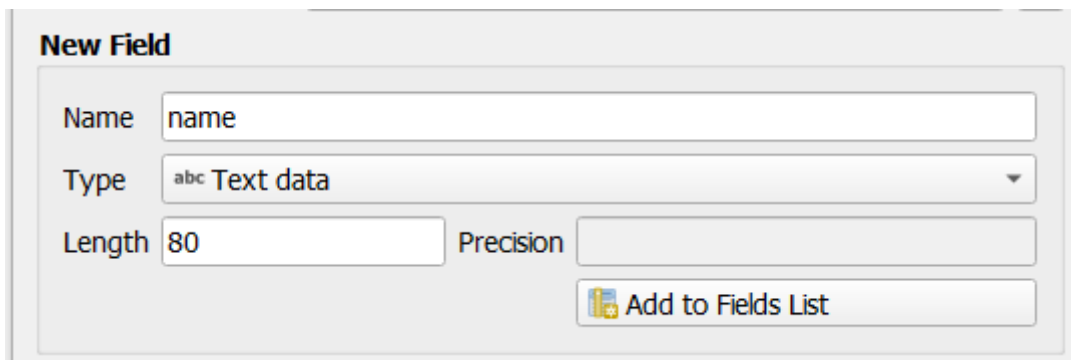 New Field
Name name
Type abc Text data
Length 80 Precision
Add to Fields List